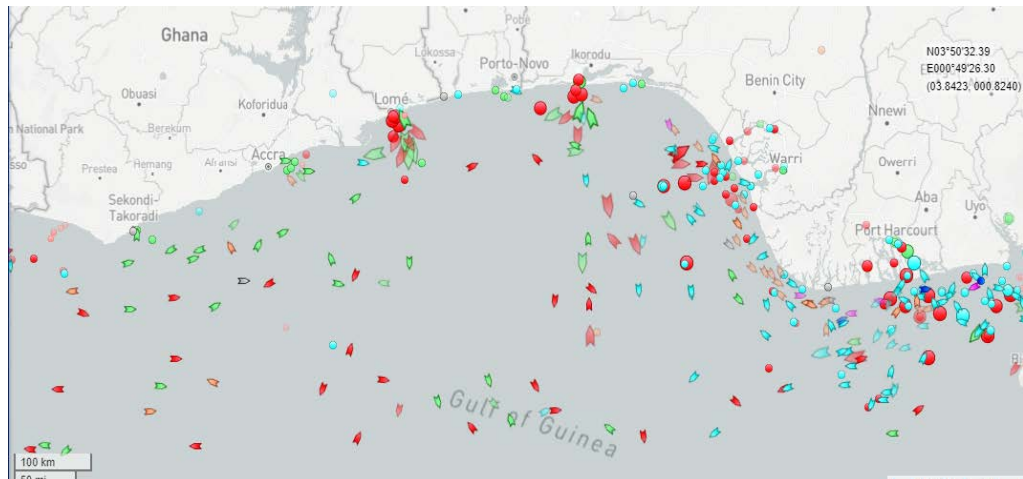 Ghana
Lokossa
Pobe
Porto-Novo
Ikorodu
N03°50'32.39
E000°49'26.30
(03.8423, 000.8240)
Obuasi
Koforidua
Lomé
Benin City
Nnewi
n National Park
Berekum
Prestea
Hemang
Afransi
Accra
Warri
Owerri
Aba
Uyo
Sekondi-
Takoradi
Port Harcourt
Gulf of Guinea
100 km
50 mi